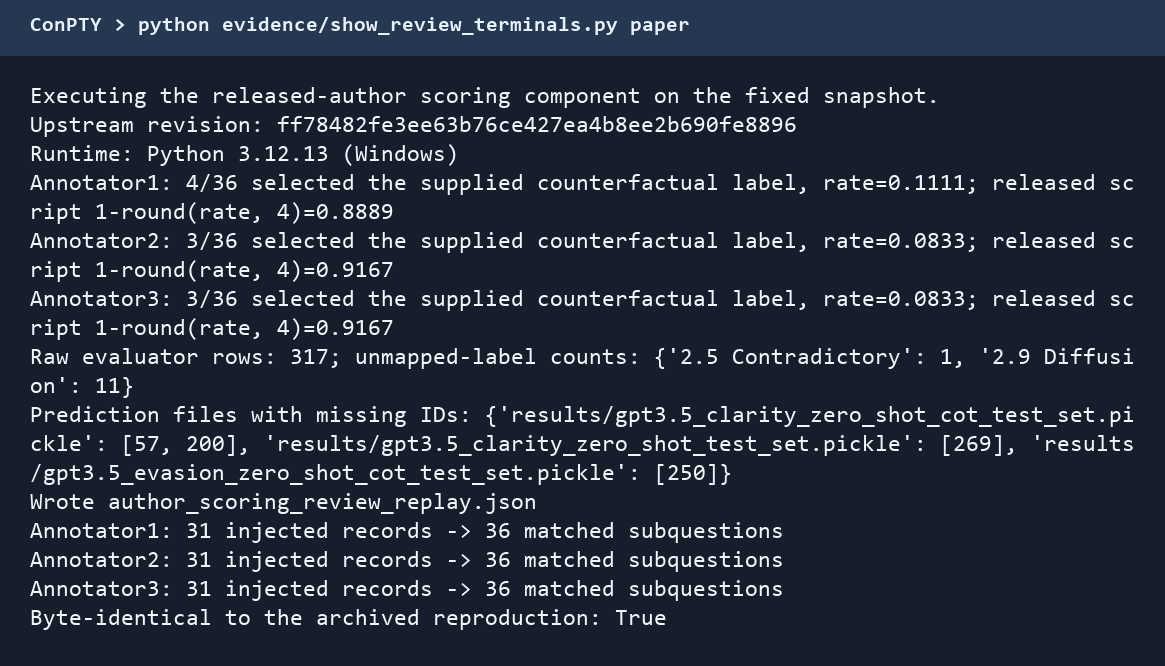 ConPTY > python evidence/show_review_terminals.py paper
Executing the released-author scoring component on the fixed snapshot.
Upstream revision: ff78482fe3ee63b76ce427ea4b8ee2b690fe8896
Runtime: Python 3.12.13 (Windows)
Annotator1: 4/36 selected the supplied counterfactual label, rate=0.1111; released sc
ript 1-round(rate, 4)=0.8889
Annotator2: 3/36 selected the supplied counterfactual label, rate=0.0833; released sc
ript 1-round(rate, 4)=0.9167
Annotator3: 3/36 selected the supplied counterfactual label, rate=0.0833; released sc
ript 1-round(rate, 4)=0.9167
Raw evaluator rows: 317; unmapped-label counts: {'2.5 Contradictory': 1, '2.9 Diffusi
on': 11}
Prediction files with missing IDs: {'results/gpt3.5_clarity_zero_shot_cot_test_set.pi
ckle': [57, 200], 'results/gpt3.5_clarity_zero_shot_test_set.pickle': [269], 'results
/gpt3.5_evasion_zero_shot_cot_test_set.pickle': [250]}
Wrote author_scoring_review_replay.json
Annotator1: 31 injected records -> 36 matched subquestions
Annotator2: 31 injected records -> 36 matched subquestions
Annotator3: 31 injected records -> 36 matched subquestions
Byte-identical to the archived reproduction: True